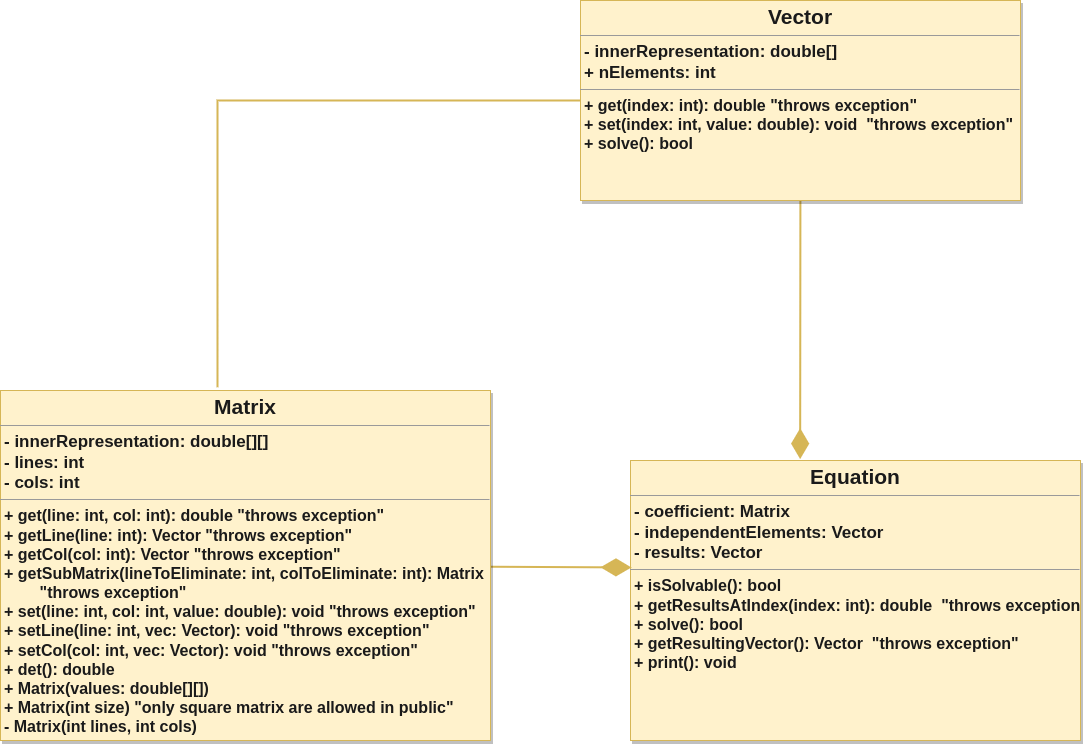 Vector
- innerRepresentation: double[]
+ nElements: int
+ get(index: int): double "throws exception"
+ set(index: int, value: double): void  "throws exception"
+ solve(): bool
Matrix
- innerRepresentation: double[][]
- lines: int
- cols: int
+ get(line: int, col: int): double "throws exception"
+ getLine(line: int): Vector "throws exception"
+ getCol(col: int): Vector "throws exception"
+ getSubMatrix(lineToEliminate: int, colToEliminate: int): Matrix
"throws exception"
+ set(line: int, col: int, value: double): void "throws exception"
+ setLine(line: int, vec: Vector): void "throws exception"
+ setCol(col: int, vec: Vector): void "throws exception"
+ det(): double
+ Matrix(values: double[][])
+ Matrix(int size) "only square matrix are allowed in public"
- Matrix(int lines, int cols)
Equation
- coefficient: Matrix
- independentElements: Vector
- results: Vector
+ isSolvable(): bool
+ getResultsAtIndex(index: int): double  "throws exception
+ solve(): bool
+ getResultingVector(): Vector  "throws exception"
+ print(): void